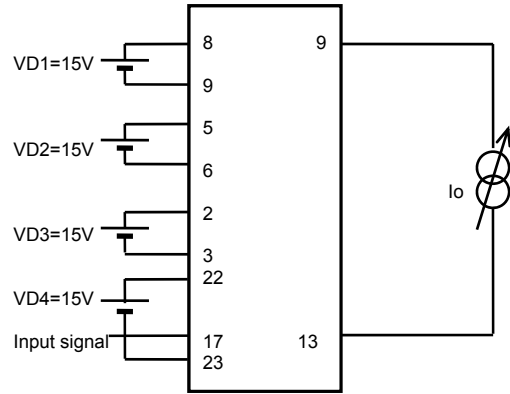 8 9
VD1=15V
9
5
VD2=15V
6
2
Io
VD3=15V
3
22
VD4=15V
Input signal 17 13
23